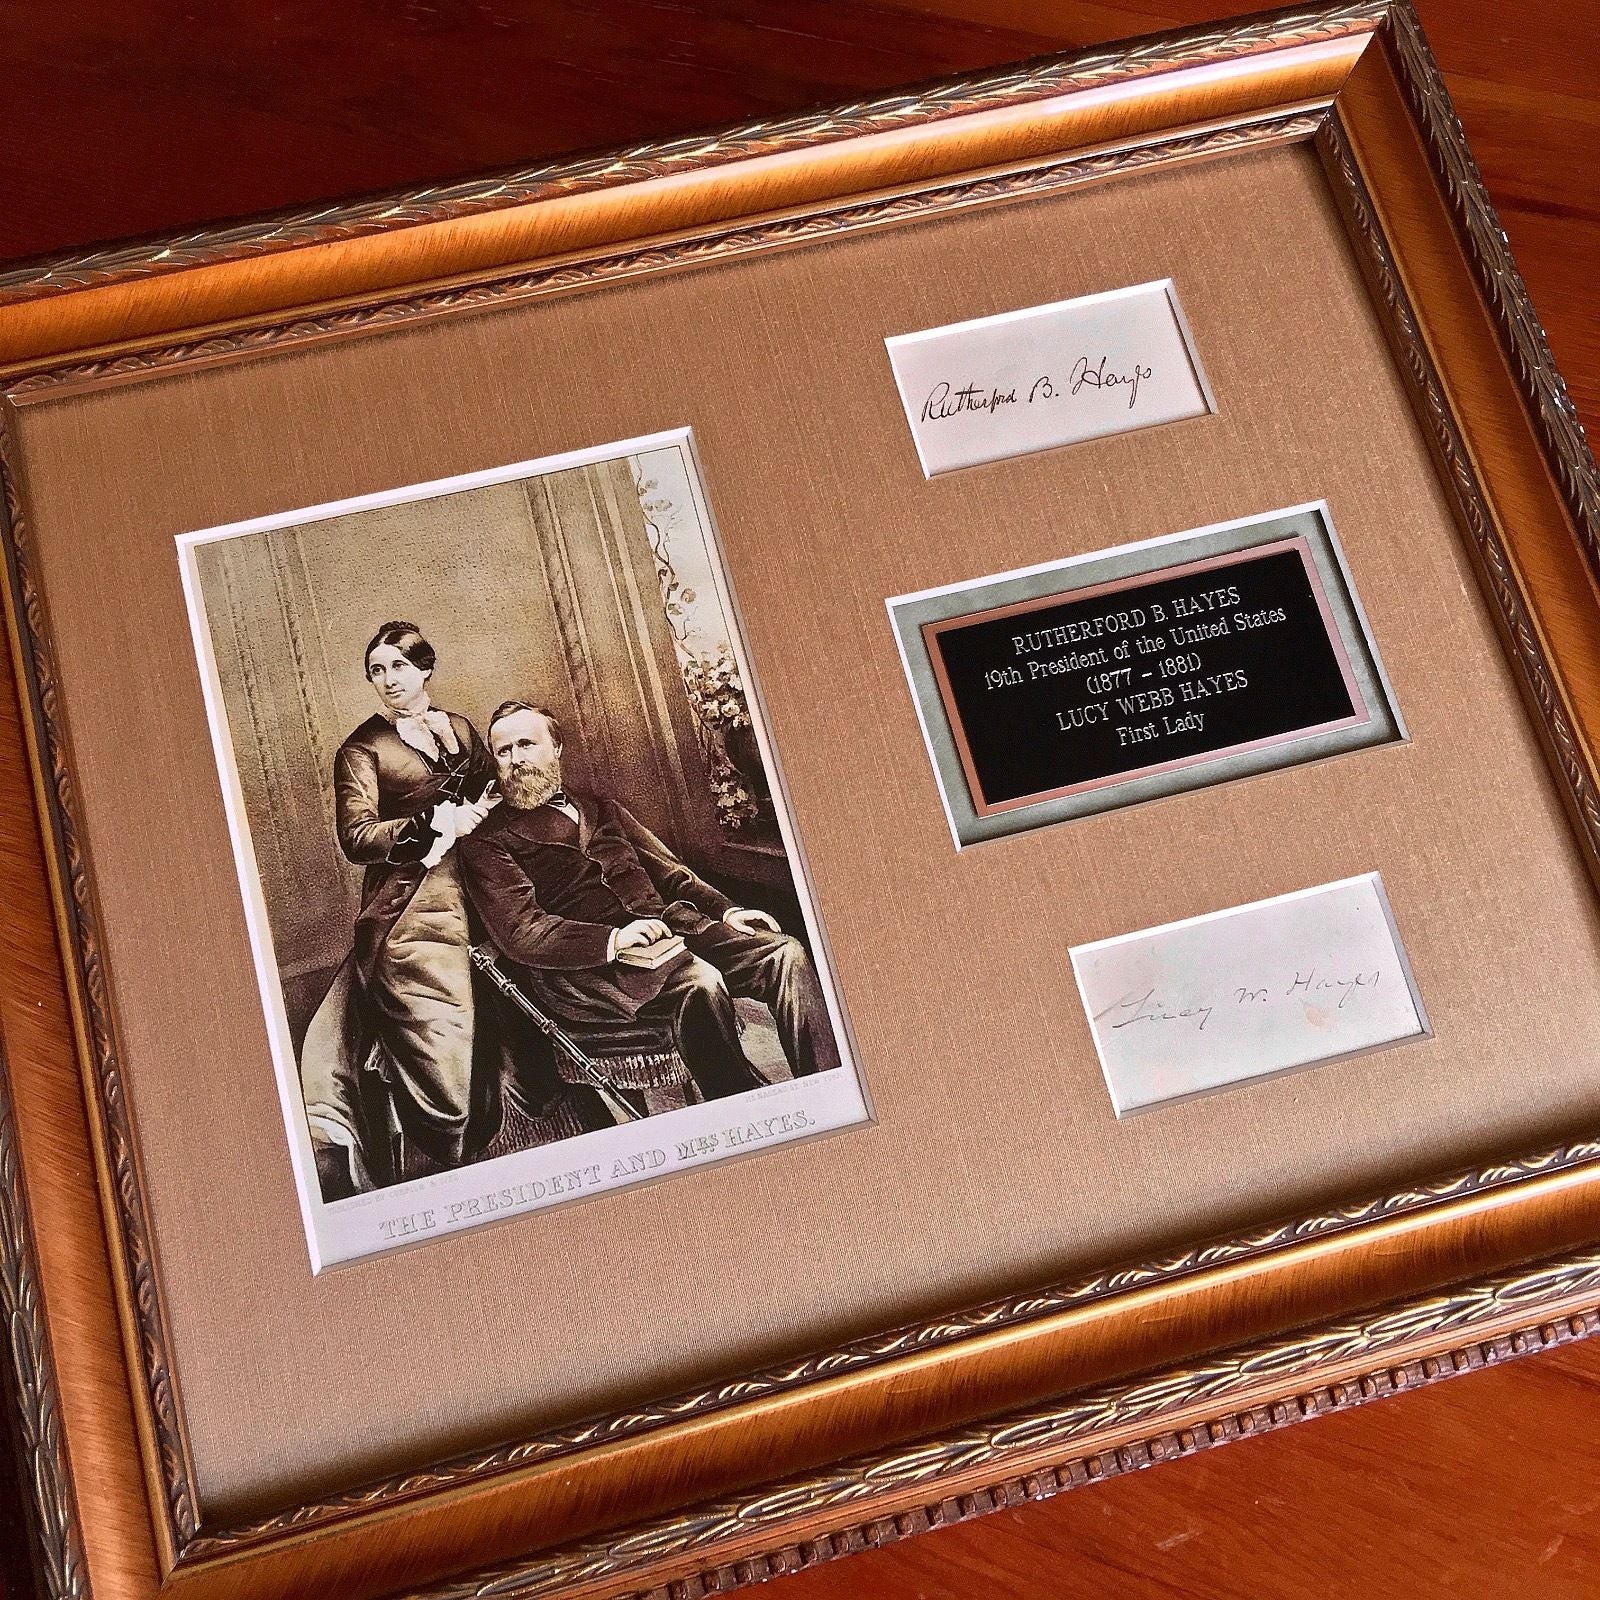 Rutherford B. Hayes
RUTHERFORD B. HAYES
19th President of the United States
(1877 - 1881)
LUCY WEBB HAYES
First Lady
Lucy W. Hayes
THE PRESIDENT AND MRS HAYES.